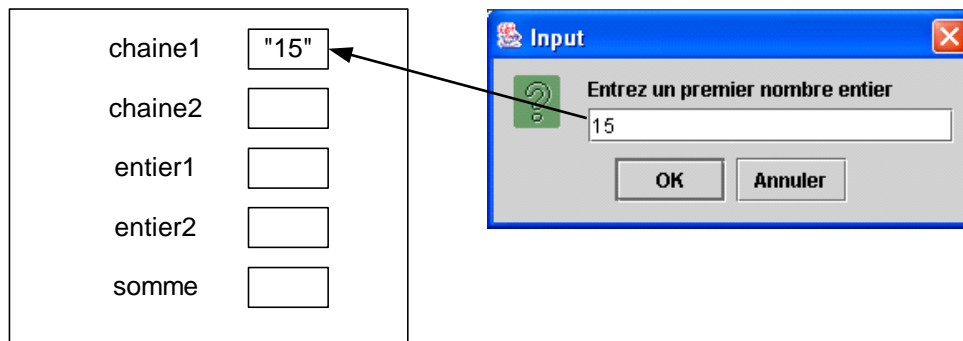 chaine1 "15"
chaine2
entier1
entier2
somme
Input
Entrez un premier nombre entier
15
OK Annuler